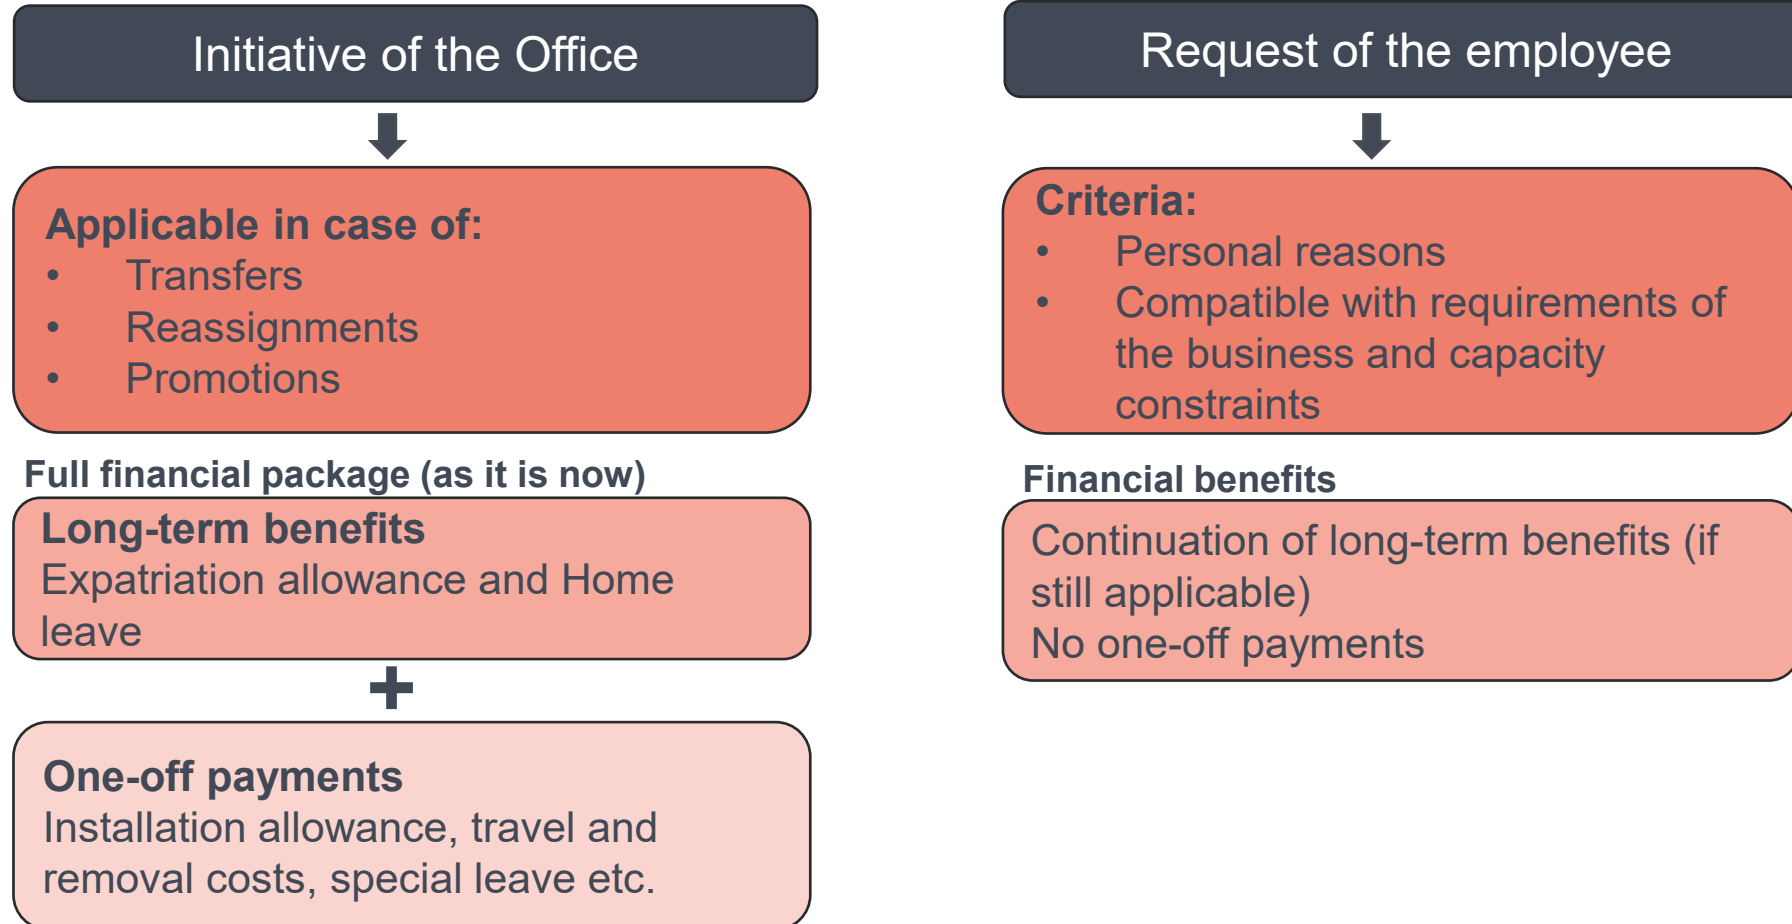 Initiative of the Office
Applicable in case of:
• Transfers
• Reassignments
• Promotions
Full financial package (as it is now)
Long-term benefits
Expatriation allowance and Home
leave
+
One-off payments
Installation allowance, travel and
removal costs, special leave etc.
Request of the employee
Criteria:
• Personal reasons
• Compatible with requirements of
the business and capacity
constraints
Financial benefits
Continuation of long-term benefits (if
still applicable)
No one-off payments